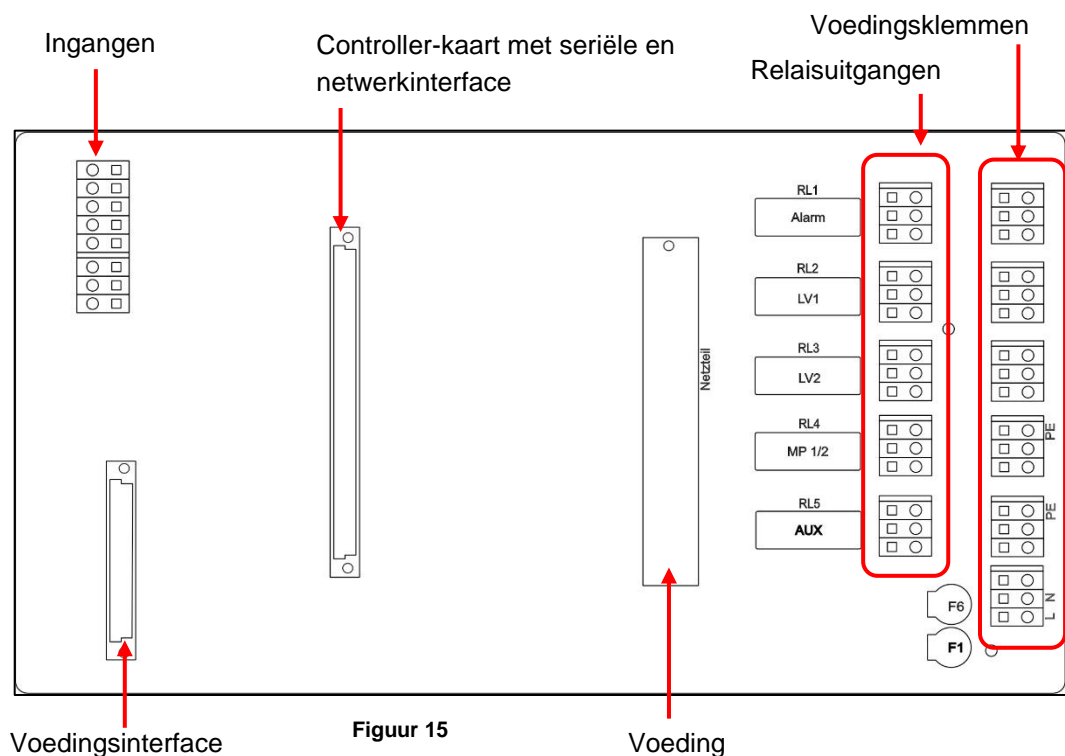 Voedingsklemmen
Ingangen
Controller-kaart met seriële en
netwerkinterface
Relaisuitgangen
RL1
Alarm
RL2
LV1
RL3
LV2
Netzteil
RL4
MP 1/2
PE
RL5
AUX
PE
F6
L N
F1
Voedingsinterface
Figuur 15
Voeding